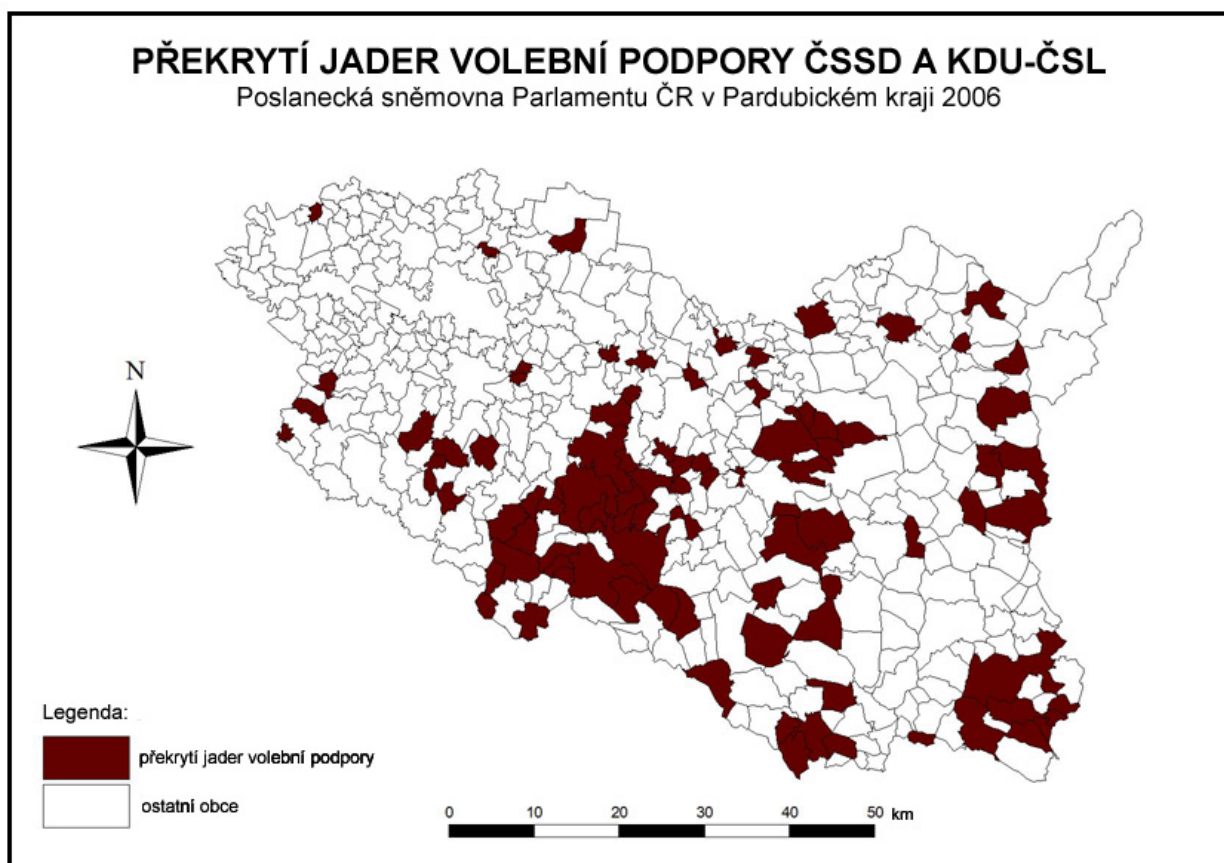 PŘEKRYTÍ JADER VOLEBNÍ PODPORY ČSSD A KDU-ČSL
Poslanecká sněmovna Parlamentu ČR v Pardubickém kraji 2006
N
Legenda:
překrytí jader volební podpory
ostatní obce
0 10 20 30 40 50 km